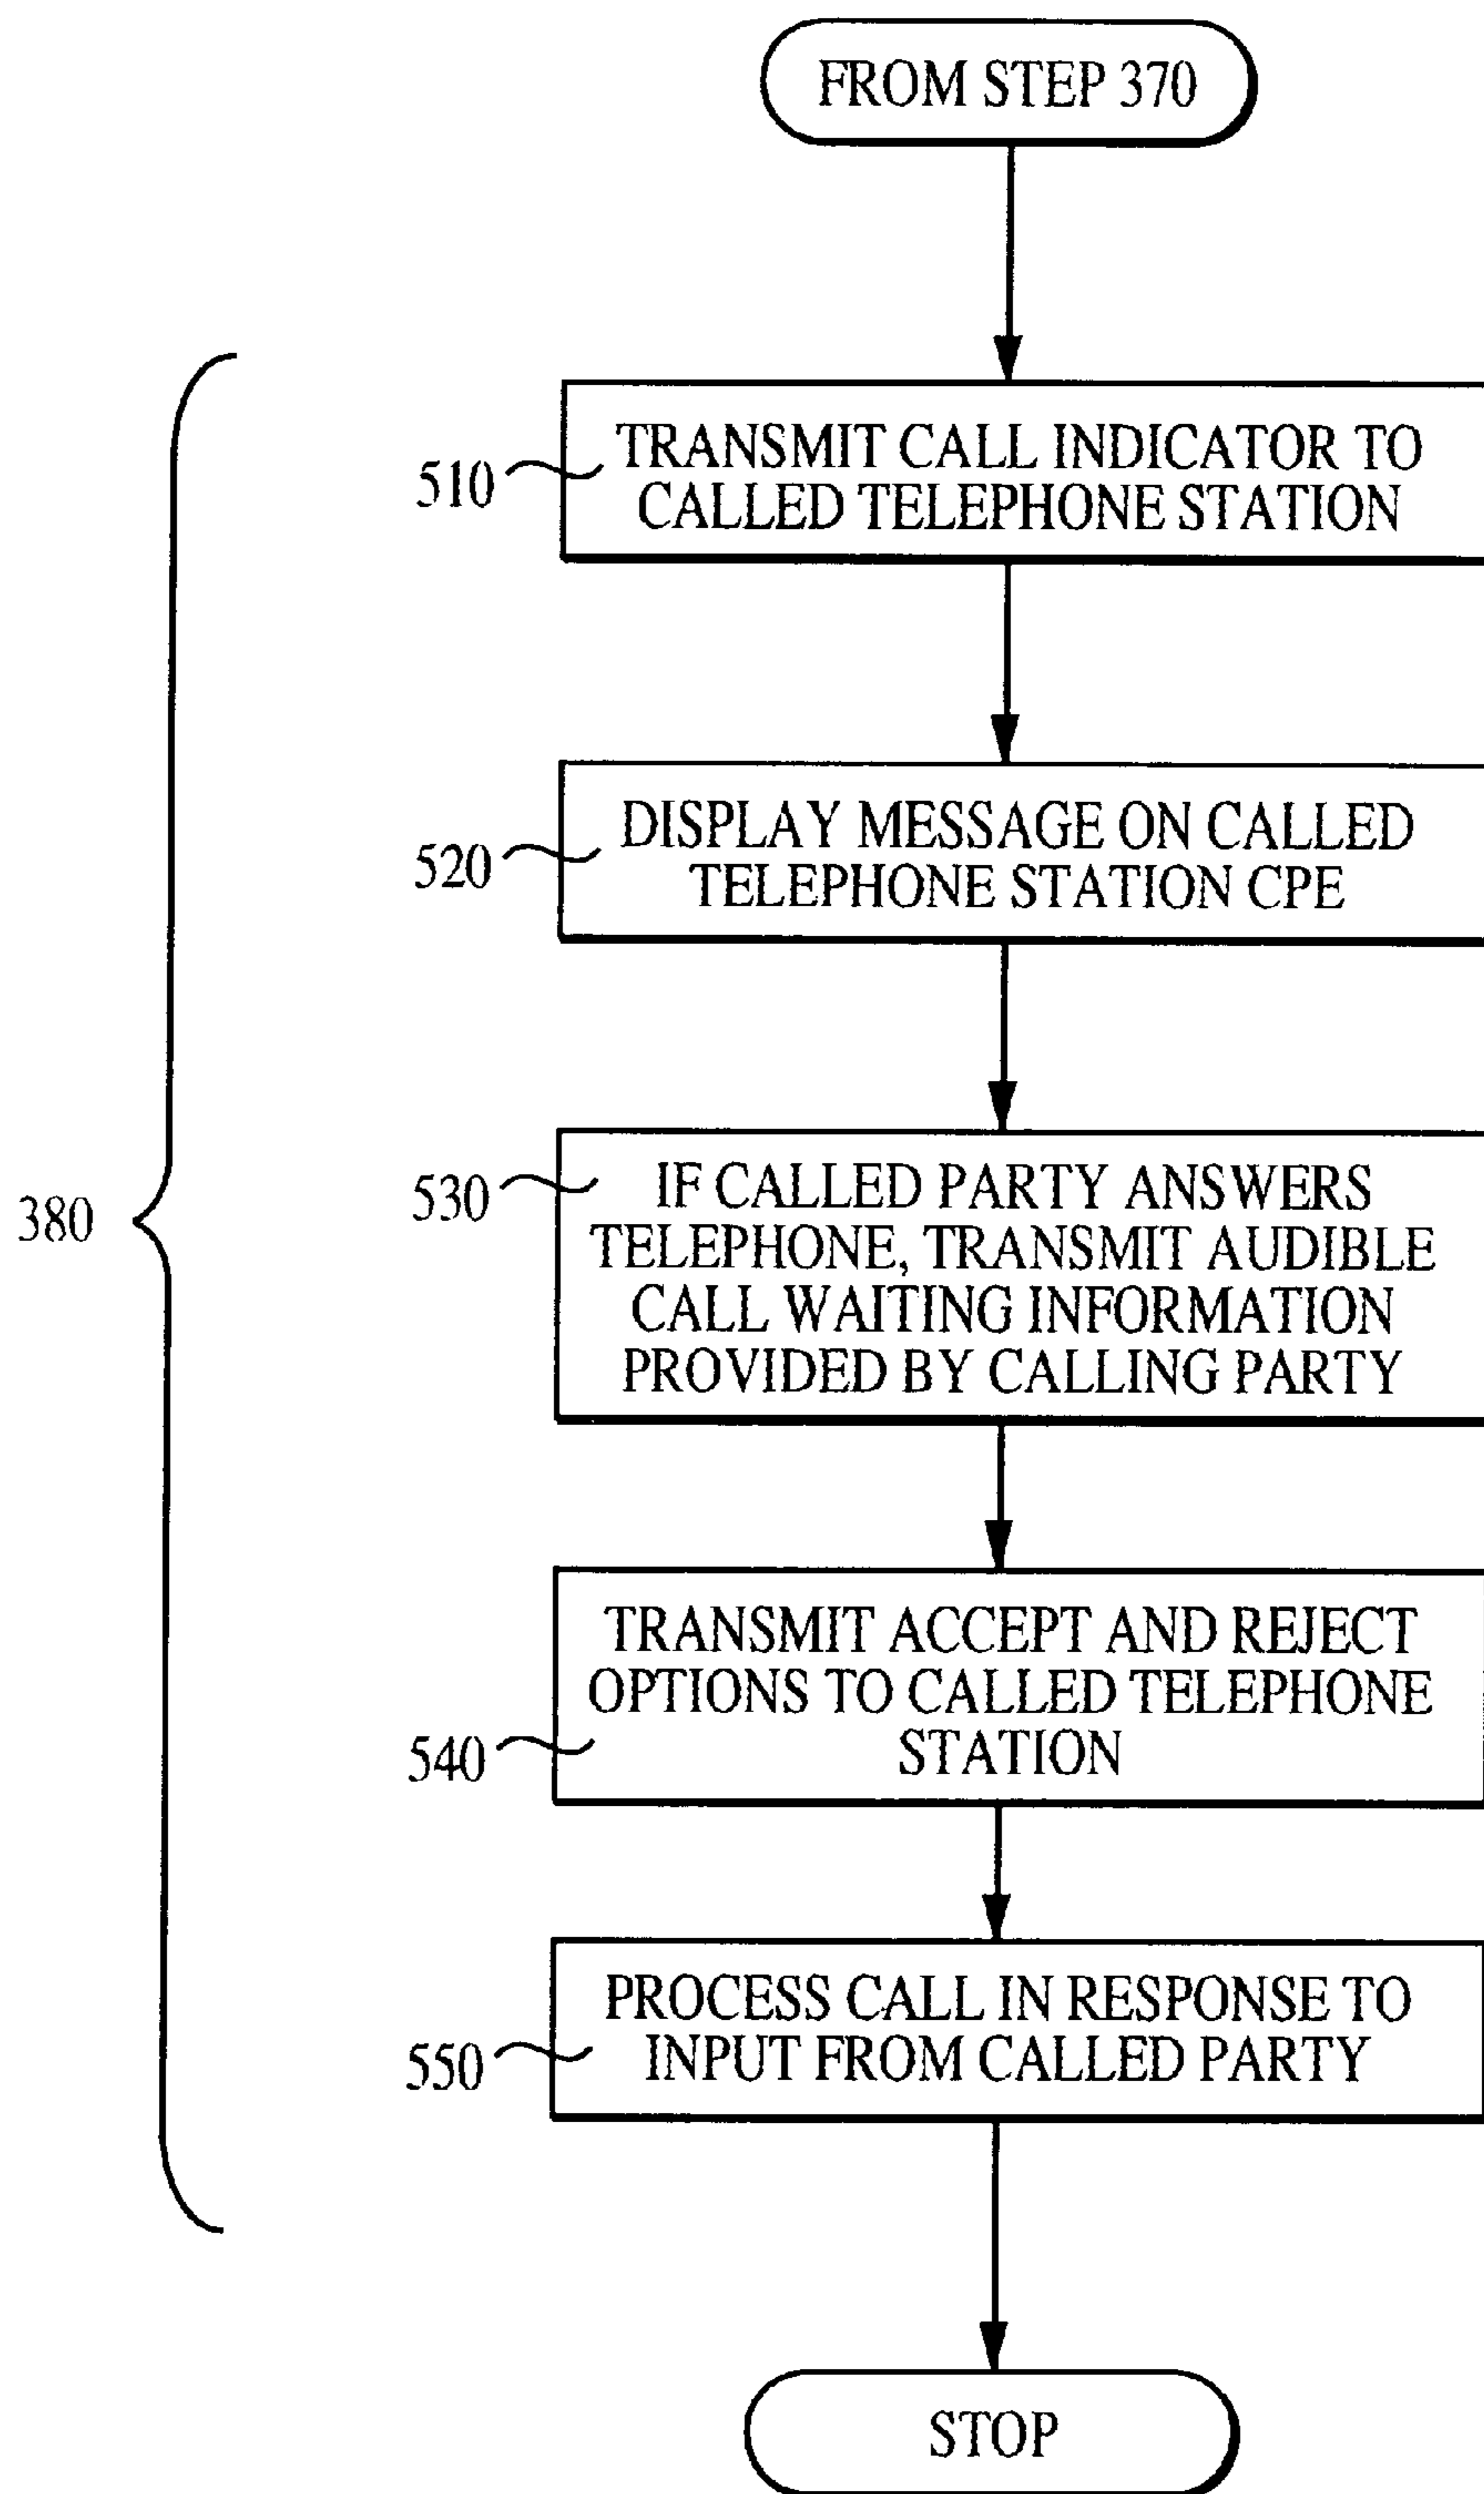 FROM STEP 370
510
TRANSMIT CALL INDICATOR TO
CALLED TELEPHONE STATION
520
DISPLAY MESSAGE ON CALLED
TELEPHONE STATION CPE
380
530
IF CALLED PARTY ANSWERS
TELEPHONE, TRANSMIT AUDIBLE
CALL WAITING INFORMATION
PROVIDED BY CALLING PARTY
540
TRANSMIT ACCEPT AND REJECT
OPTIONS TO CALLED TELEPHONE
STATION
550
PROCESS CALL IN RESPONSE TO
INPUT FROM CALLED PARTY
STOP